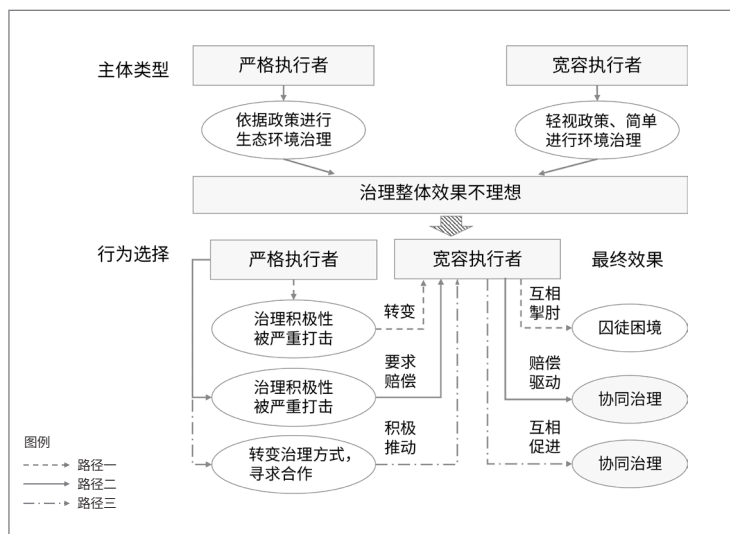 主体类型
严格执行者
宽容执行者
依据政策进行
生态环境治理
轻视政策、简单
进行环境治理
治理整体效果不理想
行为选择
严格执行者
宽容执行者
最终效果
治理积极性
被严重打击
转变
互相
掣肘
囚徒困境
治理积极性
被严重打击
要求
赔偿
赔偿
驱动
协同治理
转变治理方式，
寻求合作
积极
推动
互相
促进
协同治理
图例
路径一
路径二
路径三